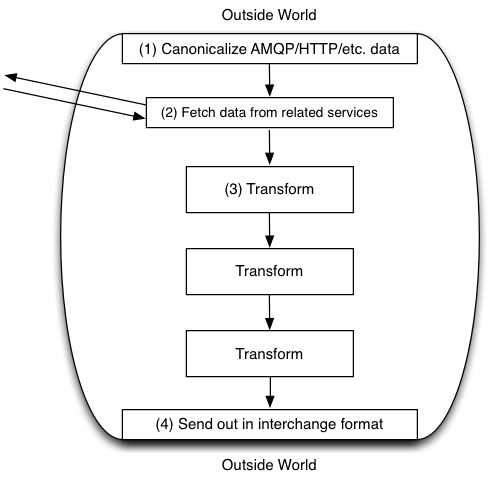 Outside World
(1) Canonicalize AMQP/HTTP/etc. data
(2) Fetch data from related services
(3) Transform
Transform
Transform
(4) Send out in interchange format
Outside World